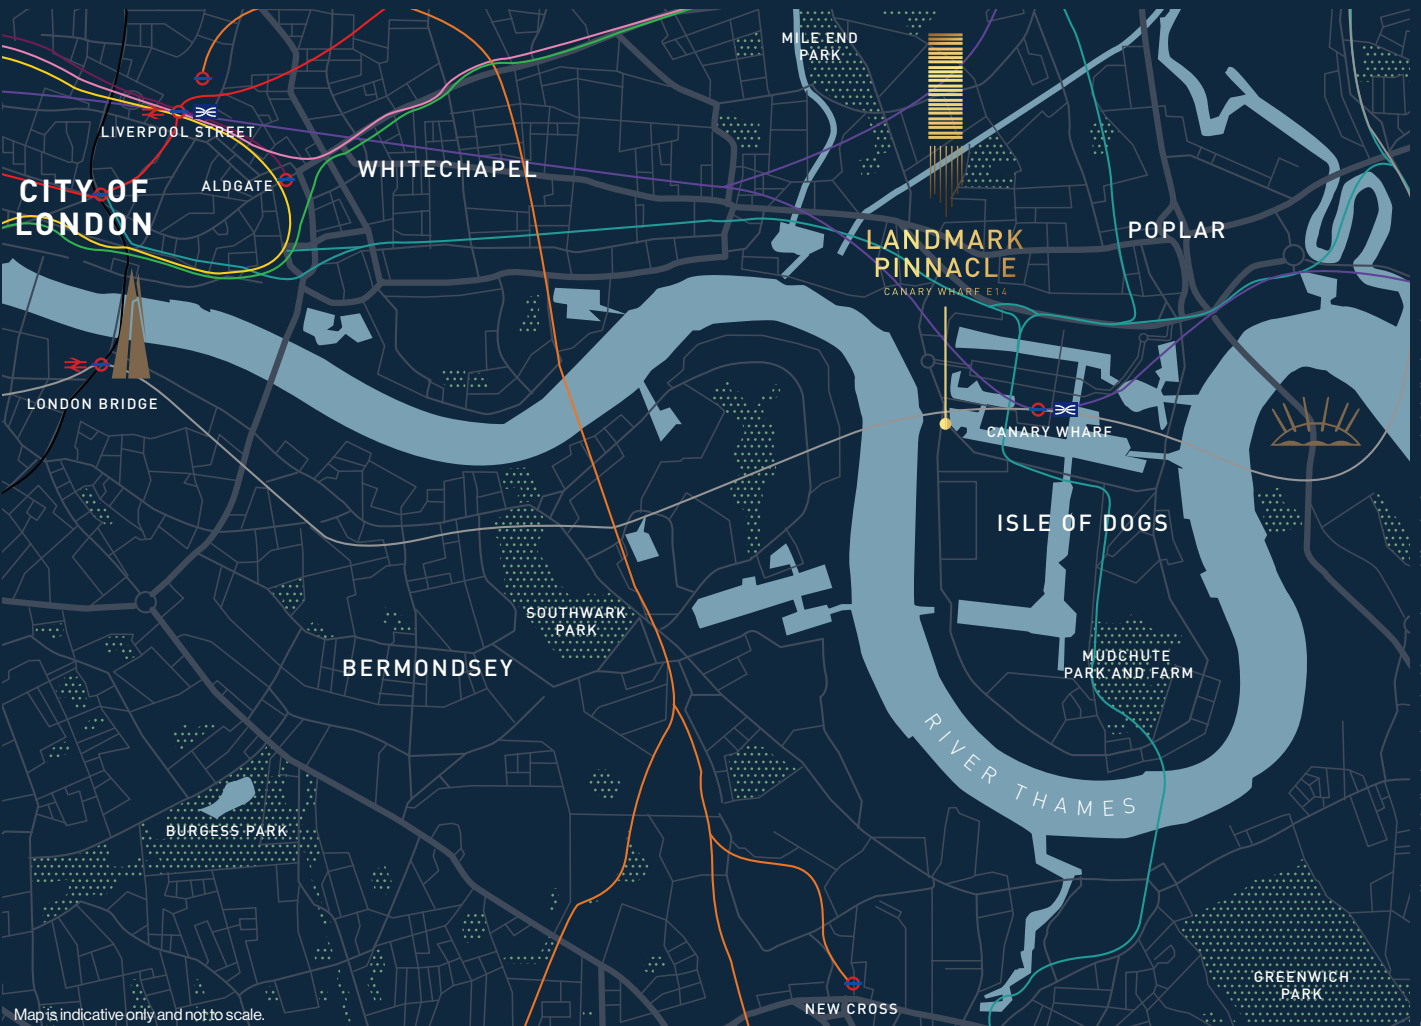 MILE END
PARK
LIVERPOOL STREET
WHITECHAPEL
ALDGATE
CITY OF
LONDON
POPLAR
LANDMARK
PINNACLE
CANARY WHARF E14
LONDON BRIDGE
CANARY WHARF
ISLE OF DOGS
SOUTHWARK
PARK
BERMONDSEY
MUDCHUTE
PARK AND FARM
RIVER THAMES
BURGESS PARK
GREENWICH
PARK
NEW CROSS
Map is indicative only and not to scale.